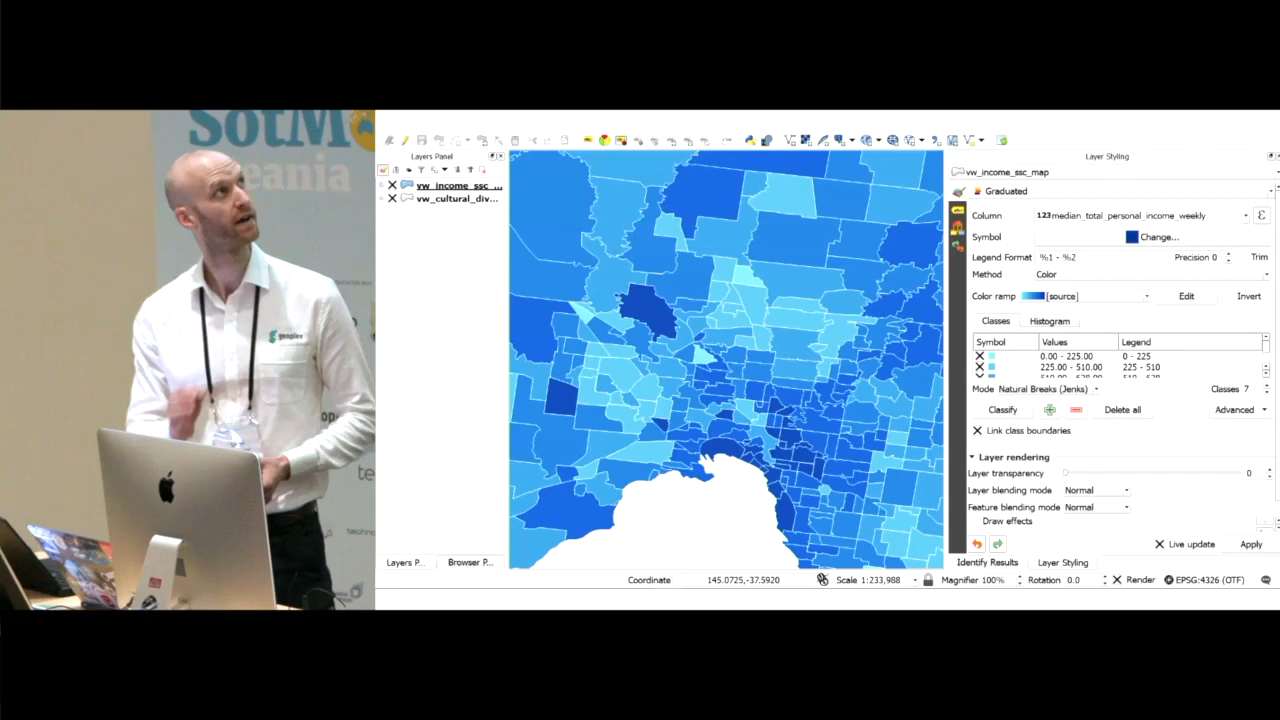 SotM
eania
geoplex
Layers Panel
vw_income_ssc_...
vw_cultural_div...
Layers P...
Browser P...
Layer Styling
vw_income_ssc_map
Graduated
Column 123 median_total_personal_income_weekly ε
Symbol Change...
Legend Format %1 - %2 Precision 0 Trim
Method Color
Color ramp [source] Edit Invert
Classes Histogram
Symbol Values Legend
0.00 - 225.00 0 - 225
225.00 - 510.00 225 - 510
Mode Natural Breaks (Jenks) Classes 7
Classify Delete all Advanced
Link class boundaries
Layer rendering
Layer transparency 0
Layer blending mode Normal
Feature blending mode Normal
Draw effects
Live update Apply
Identify Results Layer Styling
Coordinate 145.0725,-37.5920 Scale 1:233,988 Magnifier 100% Rotation 0.0 Render EPSG:4326 (OTF)